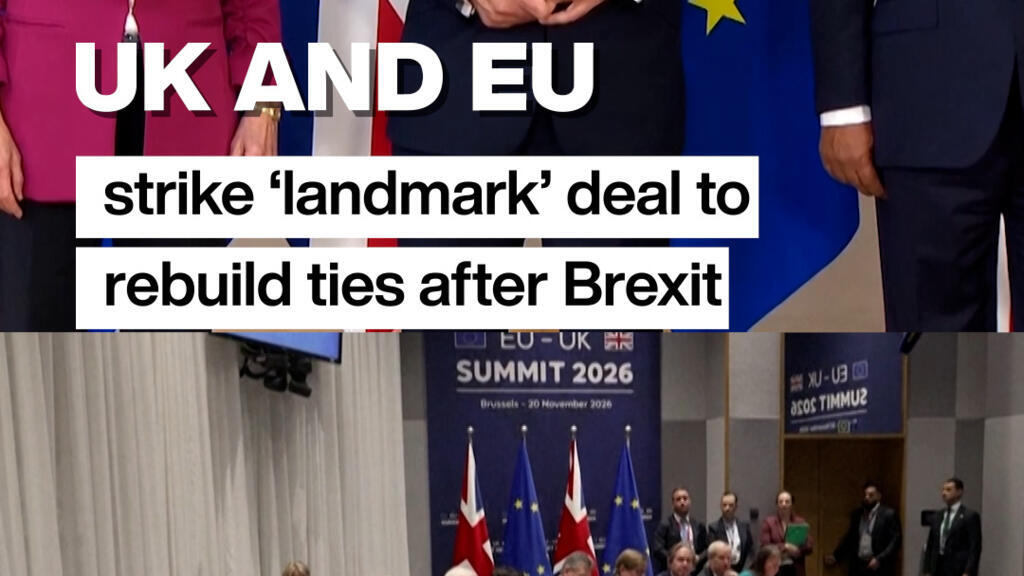 UK AND EU
strike ‘landmark’ deal to
rebuild ties after Brexit
EU – UK
SUMMIT 2026
Brussels – 20 November 2026
EU – UK
SUMMIT 2026